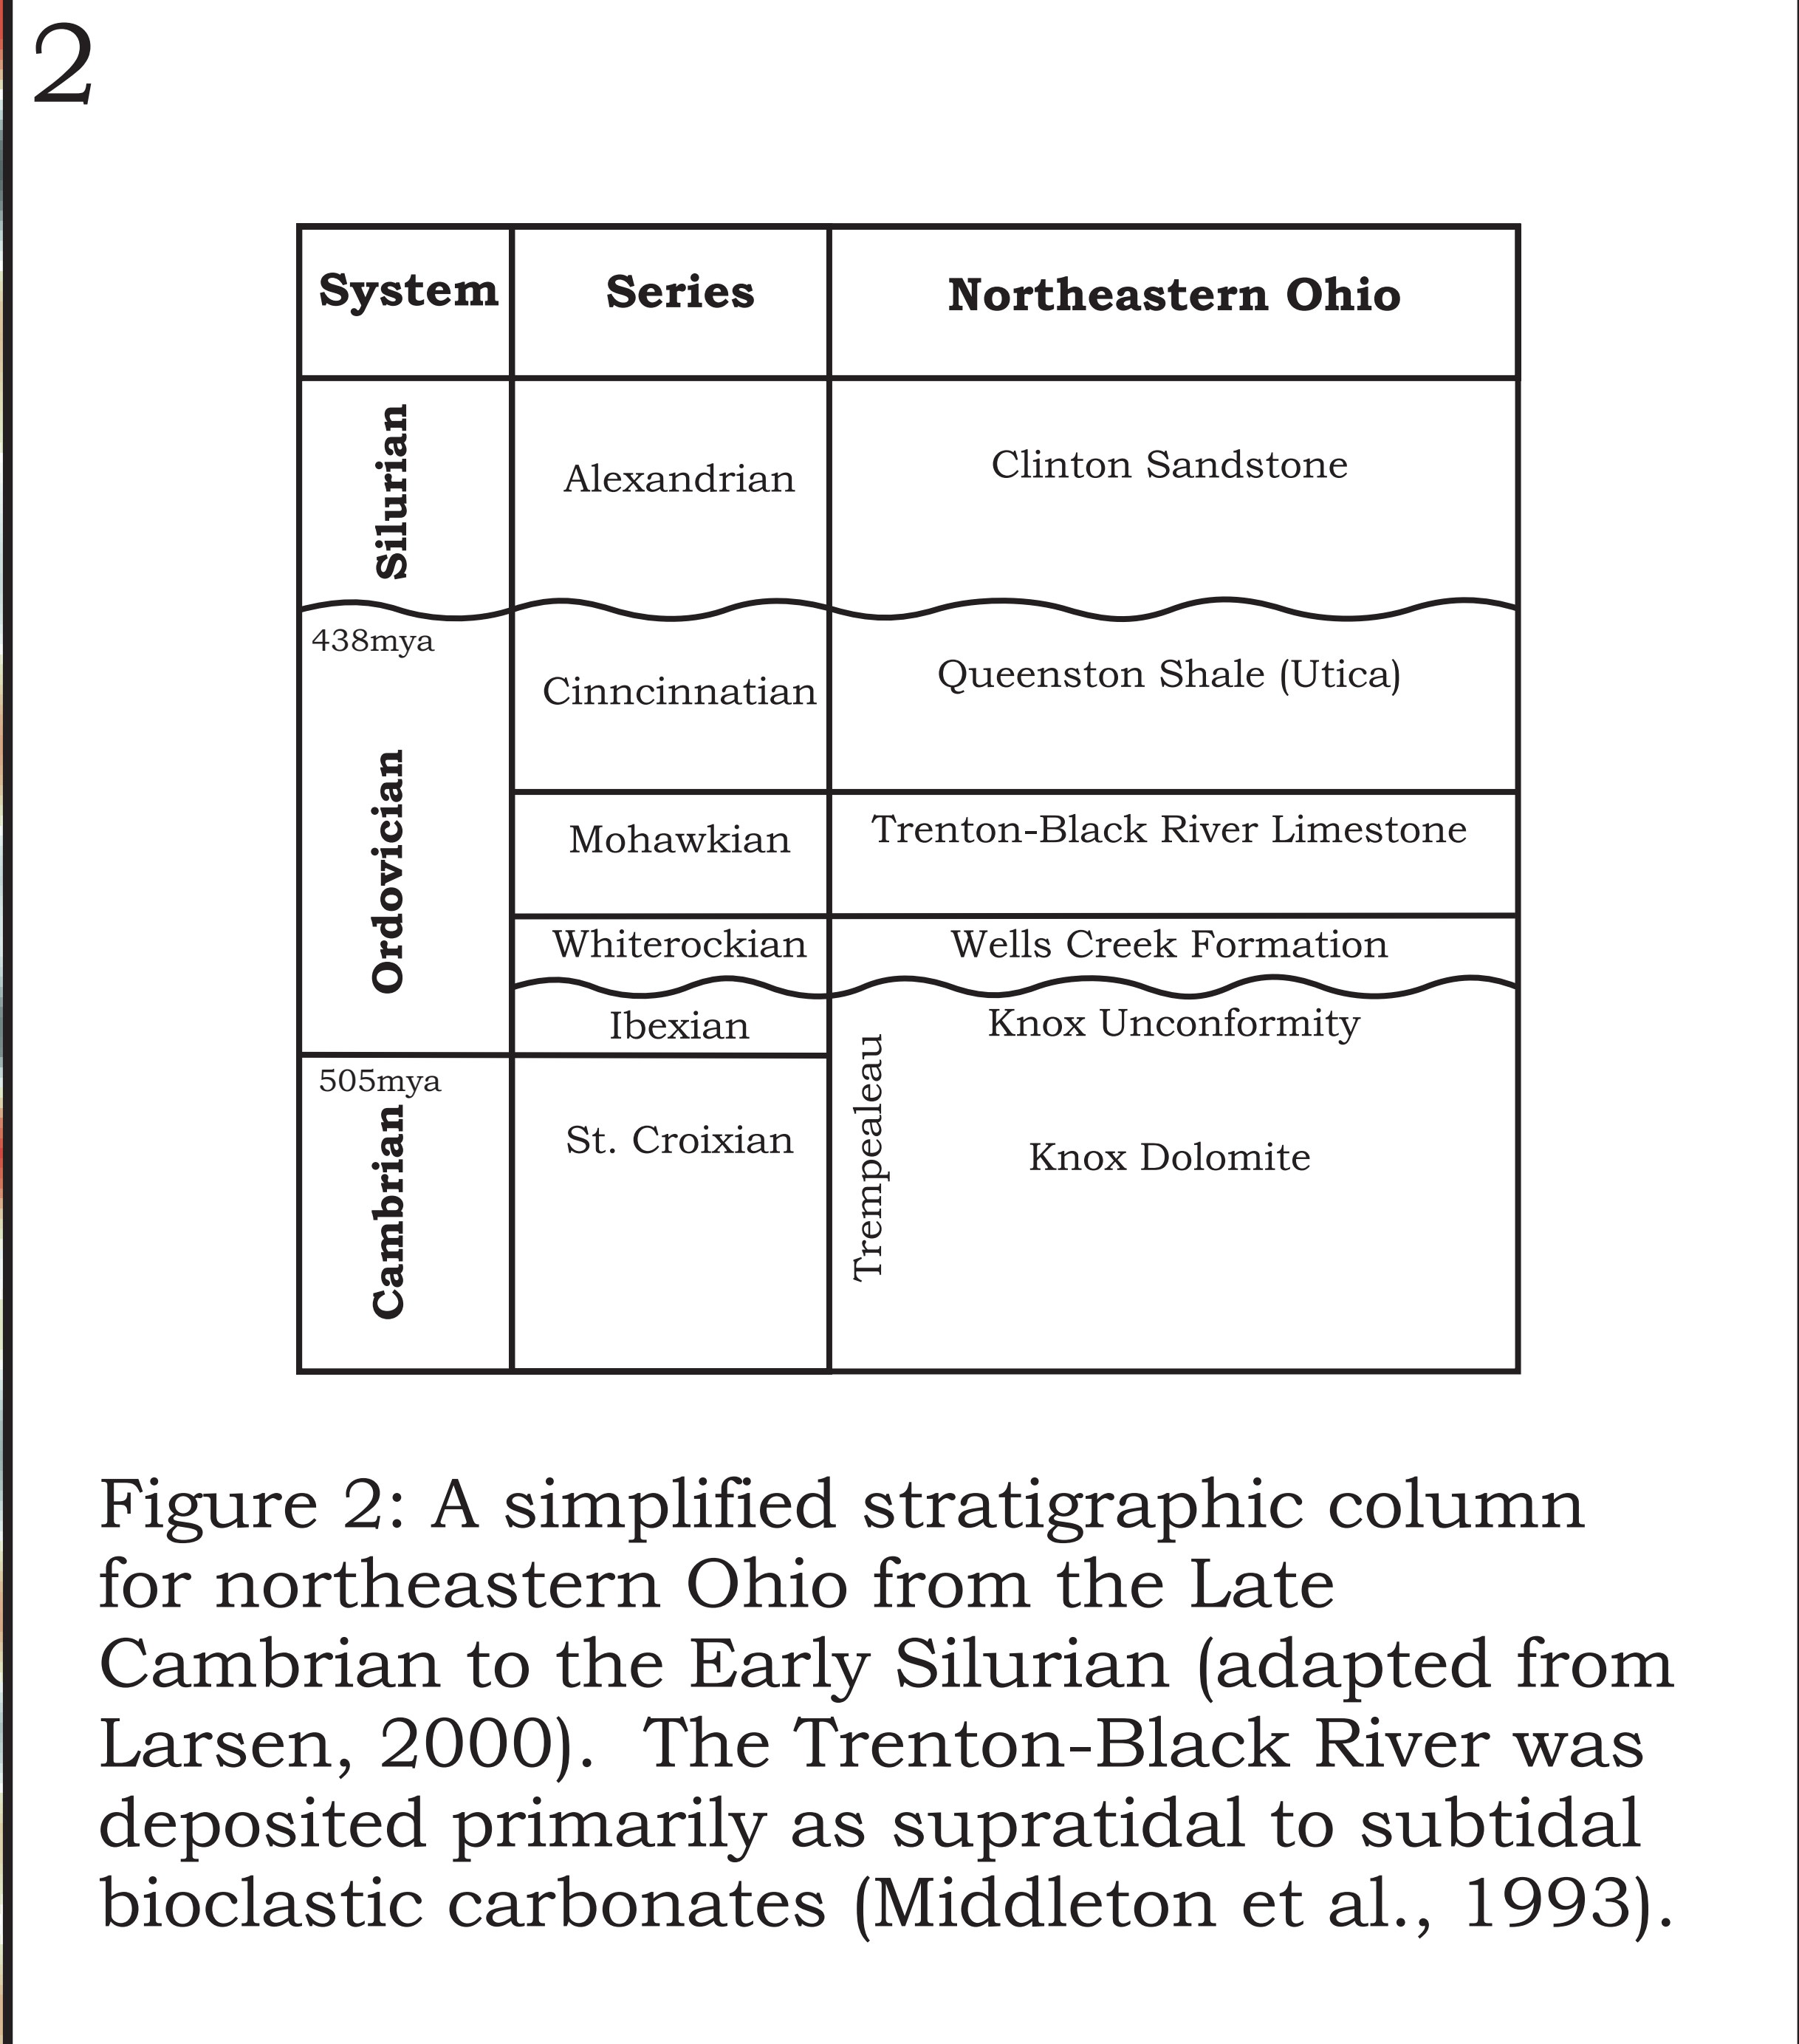 2
System Series Northeastern Ohio
Silurian Alexandrian Clinton Sandstone
438mya
Cinncinnatian Queenston Shale (Utica)
Ordovician
Mohawkian Trenton-Black River Limestone
Whiterockian Wells Creek Formation
Ibexian Knox Unconformity
505mya
Cambrian St. Croixian Trempealeau Knox Dolomite
Figure 2: A simplified stratigraphic column
for northeastern Ohio from the Late
Cambrian to the Early Silurian (adapted from
Larsen, 2000).  The Trenton-Black River was
deposited primarily as supratidal to subtidal
bioclastic carbonates (Middleton et al., 1993).